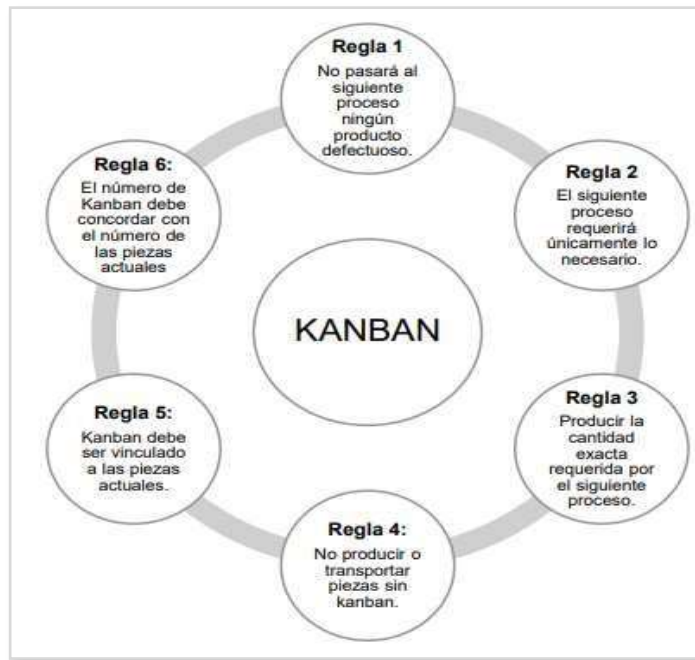 Regla 1
No pasará al
siguiente
proceso
ningún
producto
defectuoso.
Regla 2
El siguiente
proceso
requerirá
únicamente lo
necesario.
Regla 3
Producir la
cantidad
exacta
requerida por
el siguiente
proceso.
Regla 4:
No producir o
transportar
piezas sin
kanban.
Regla 5:
Kanban debe
ser vinculado
a las piezas
actuales.
Regla 6:
El número de
Kanban debe
concordar con
el número de
las piezas
actuales
KANBAN